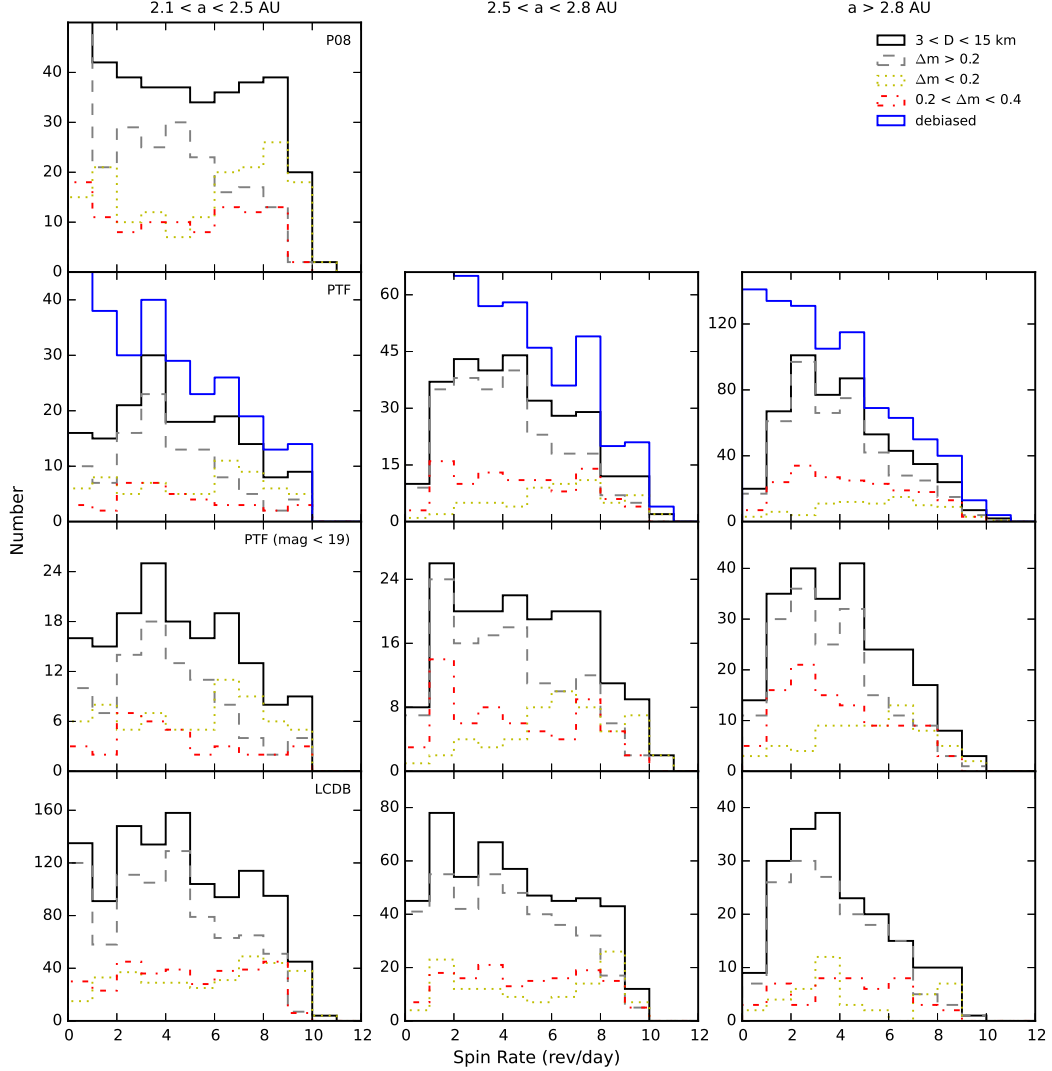 2.1 < a < 2.5 AU
2.5 < a < 2.8 AU
a > 2.8 AU
P08
3 < D < 15 km
Δm > 0.2
Δm < 0.2
0.2 < Δm < 0.4
debiased
40
30
20
10
0
PTF
40
30
20
10
0
60
45
30
15
0
120
80
40
0
PTF (mag < 19)
24
18
12
6
0
24
16
8
0
40
30
20
10
0
LCDB
160
120
80
40
0
80
60
40
20
0
40
30
20
10
0
0 2 4 6 8 10 12
0 2 4 6 8 10 12
0 2 4 6 8 10 12
Number
Spin Rate (rev/day)